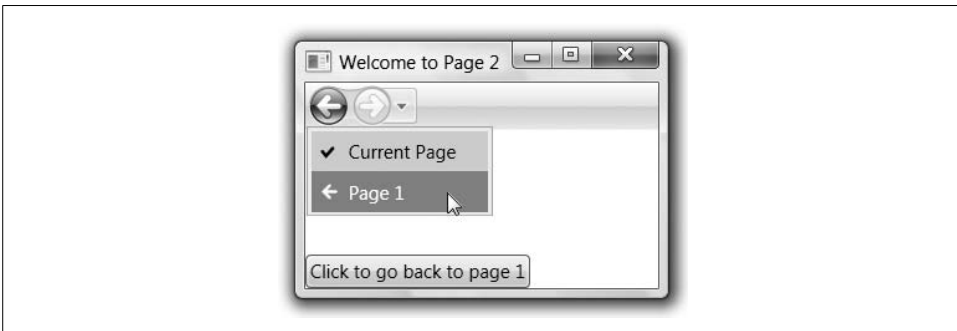 Welcome to Page 2
Current Page
Page 1
Click to go back to page 1